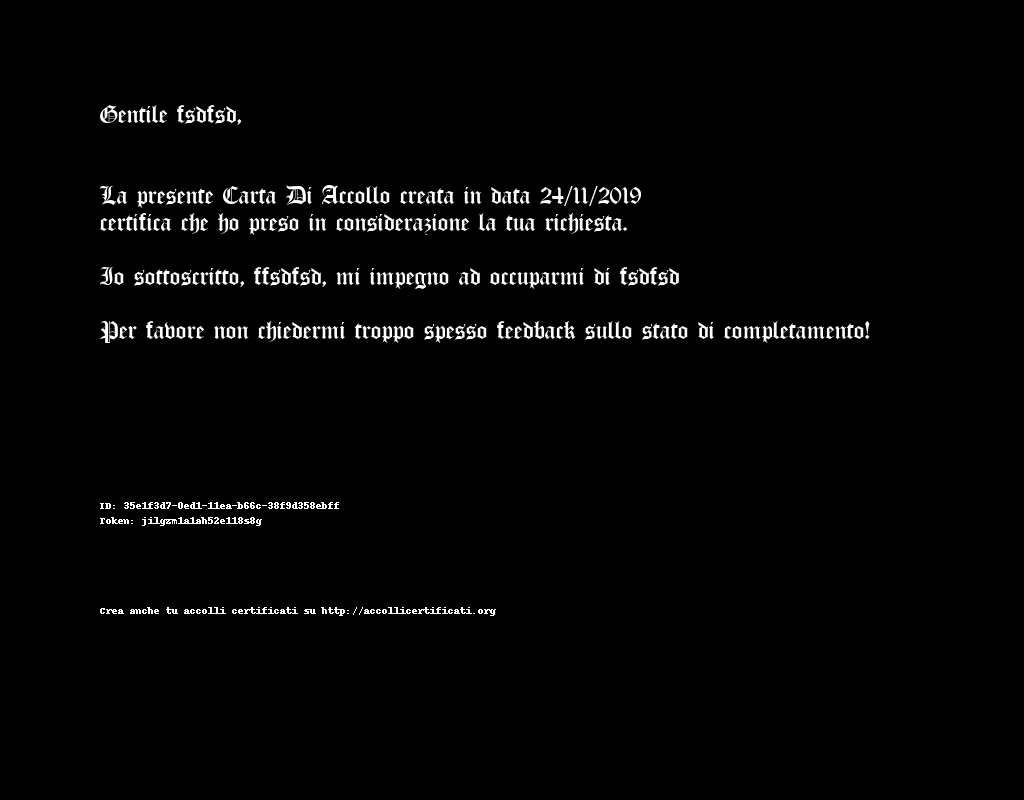 Gentile fsdfsd,
La presente Carta Di Accollo creata in data 24/11/2019
certifica che ho preso in considerazione la tua richiesta.
Io sottoscritto, ffsdfsd, mi impegno ad occuparmi di fsdfsd
Per favore non chiedermi troppo spesso feedback sullo stato di completamento!
ID: 35e1f3d7-0ed1-11ea-b66c-38f9d358ebff
Token: jilgzm1a1ah52e118s8g
Crea anche tu accolli certificati su http://accollicertificati.org